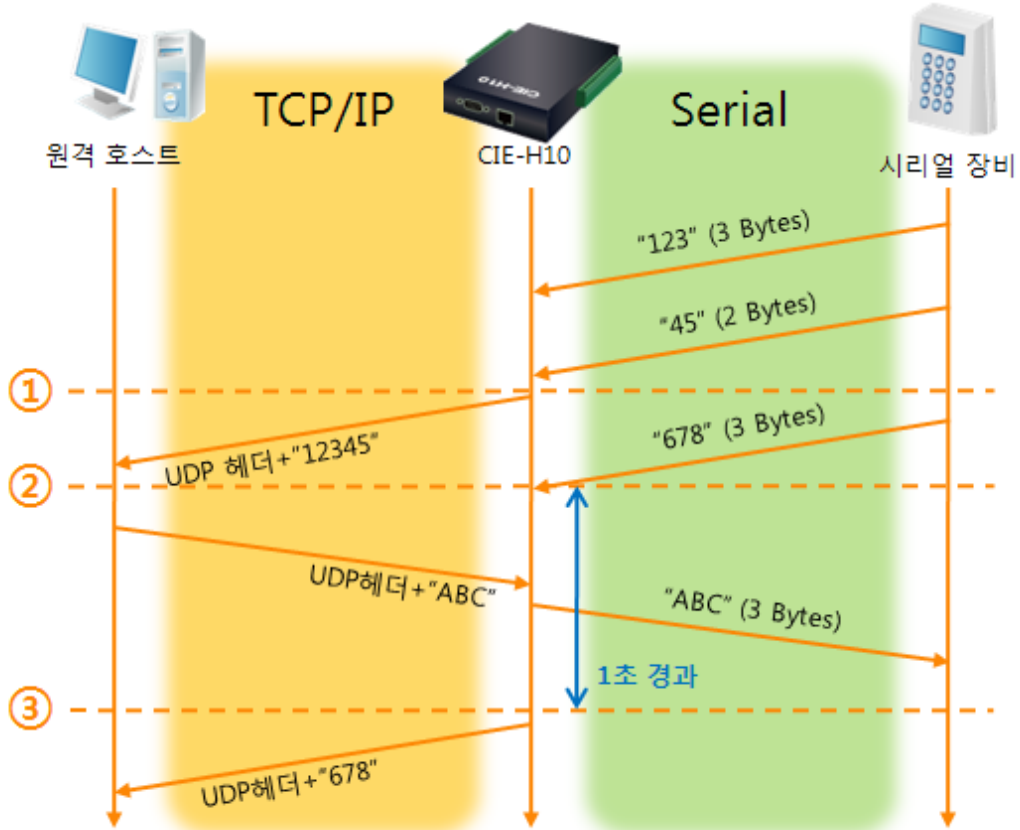 TCP/IP
Serial
CIE-H10
원격 호스트
CIE-H10
시리얼 장비
"123" (3 Bytes)
"45" (2 Bytes)
①
"678" (3 Bytes)
UDP 헤더+"12345"
②
UDP헤더+"ABC"
"ABC" (3 Bytes)
1초 경과
③
UDP헤더+"678"